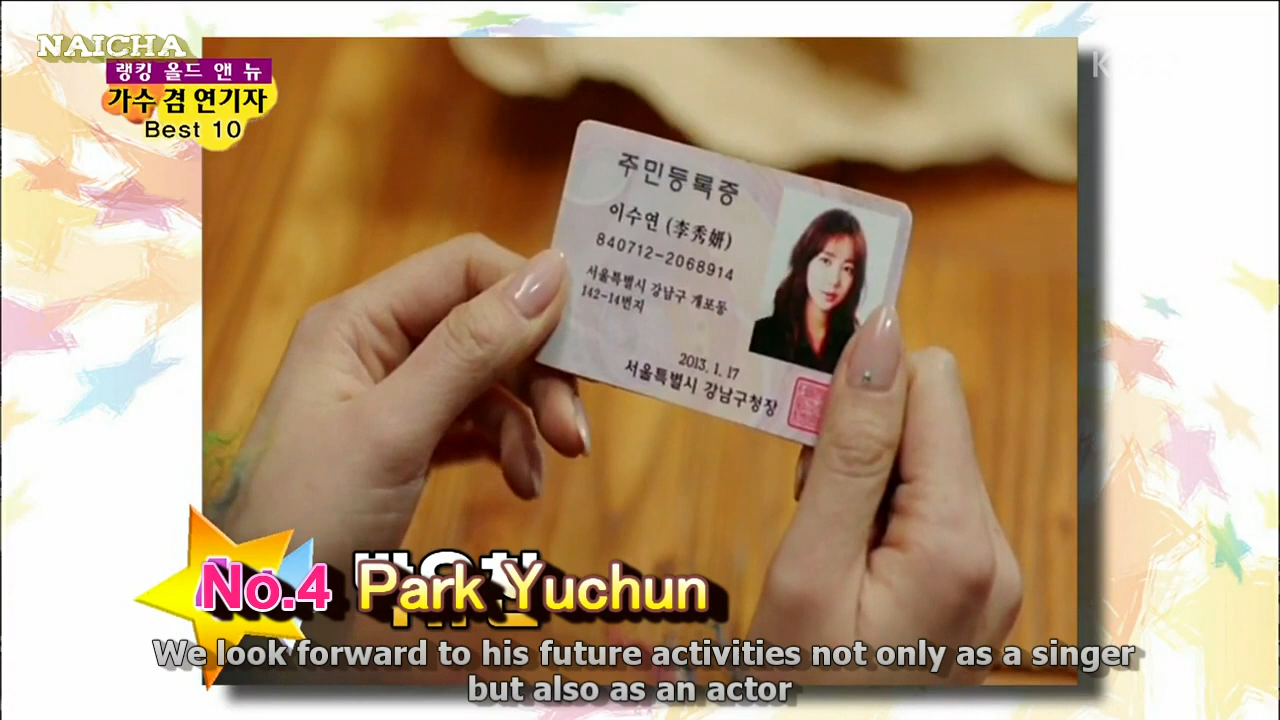 NAICHA
랭킹 올드 앤 뉴
가수 겸 연기자
Best 10
주민등록증
이수연 (李秀妍)
840712-2068914
서울특별시 강남구 개포동
142-14번지
2013. 1. 17
서울특별시 강남구청장
No.4 Park Yuchun
We look forward to his future activities not only as a singer
but also as an actor